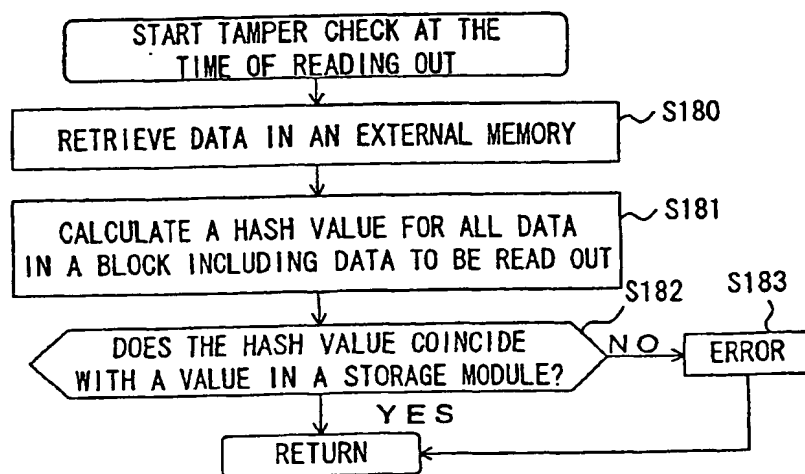 START TAMPER CHECK AT THE
TIME OF READING OUT
S180
RETRIEVE DATA IN AN EXTERNAL MEMORY
S181
CALCULATE A HASH VALUE FOR ALL DATA
IN A BLOCK INCLUDING DATA TO BE READ OUT
S182
S183
DOES THE HASH VALUE COINCIDE
WITH A VALUE IN A STORAGE MODULE?
NO
ERROR
YES
RETURN